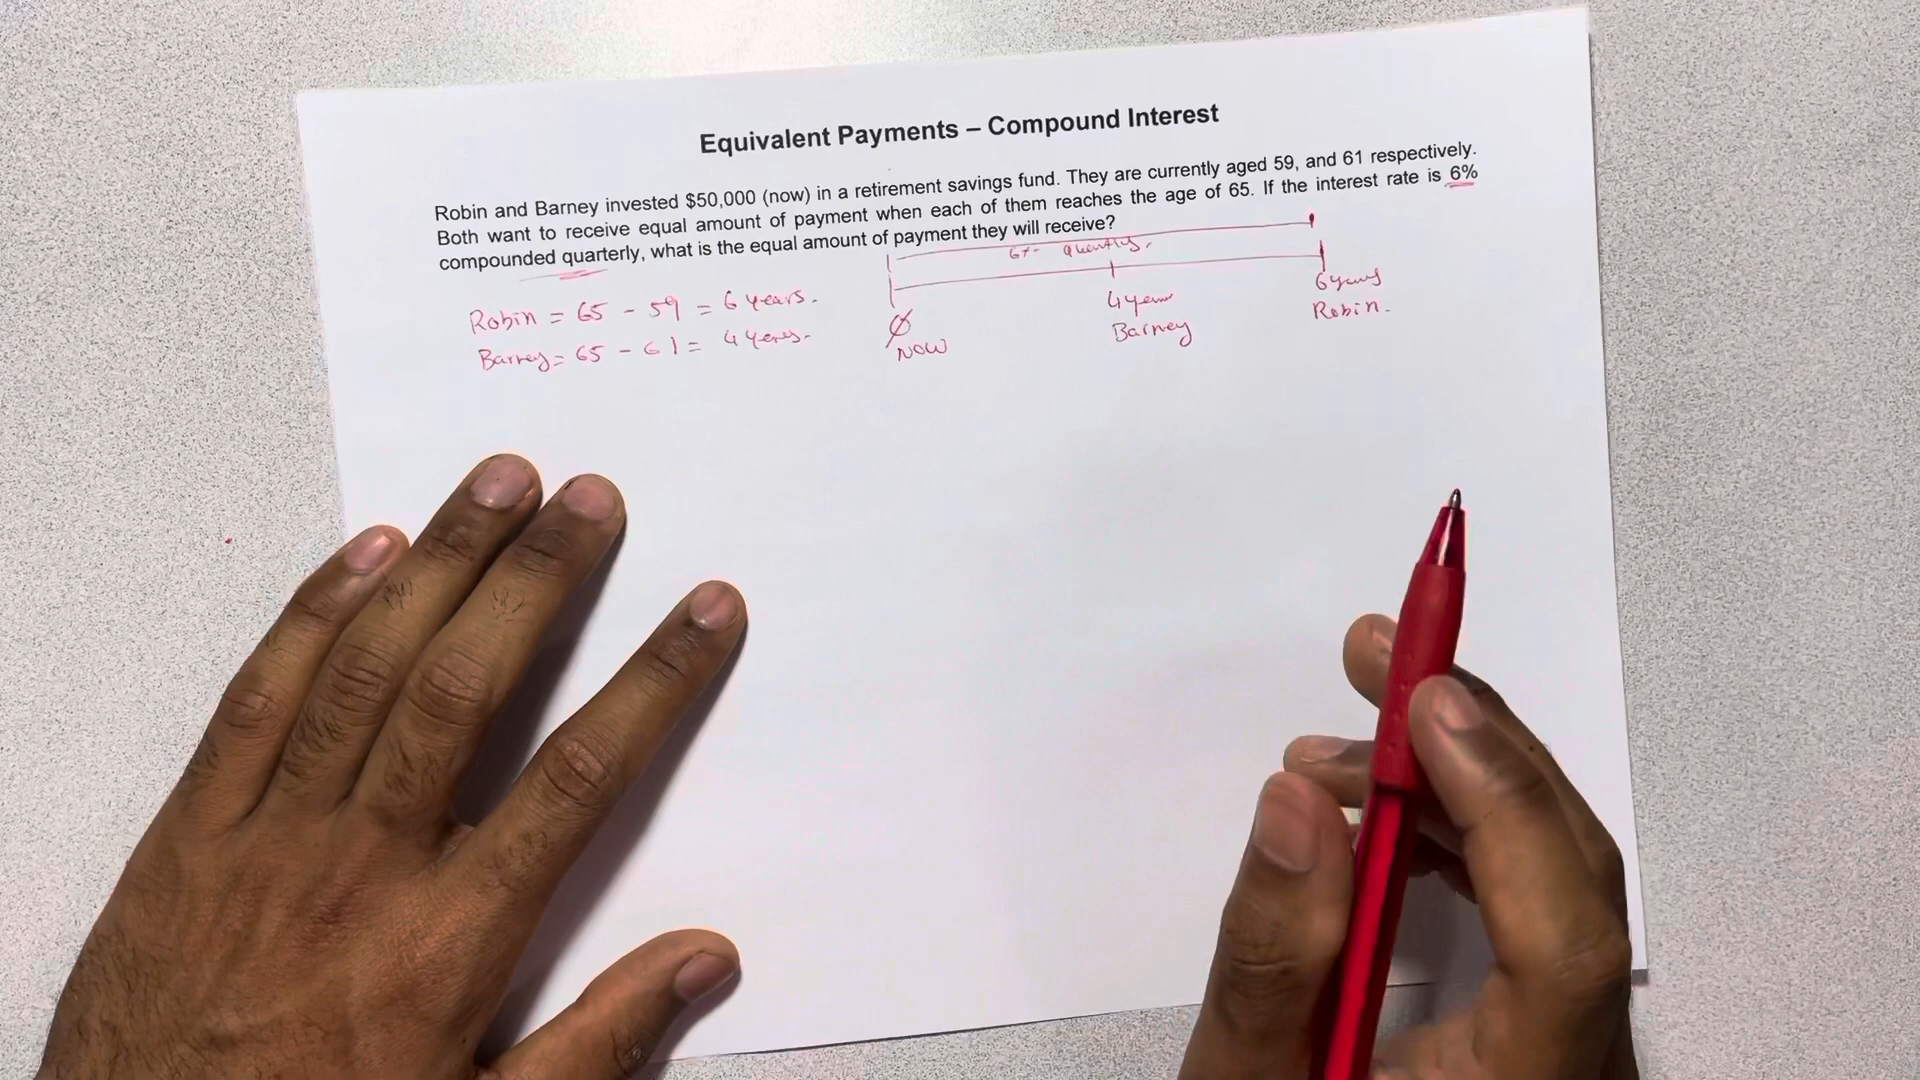 Equivalent Payments – Compound Interest
Robin and Barney invested $50,000 (now) in a retirement savings fund. They are currently aged 59, and 61 respectively.
Both want to receive equal amount of payment when each of them reaches the age of 65. If the interest rate is 6%
compounded quarterly, what is the equal amount of payment they will receive?
6% Quarterly.
Robin = 65 - 59 = 6 years.
Barney = 65 - 61 = 4 years.
0
NOW
4 years
Barney
6 years
Robin.